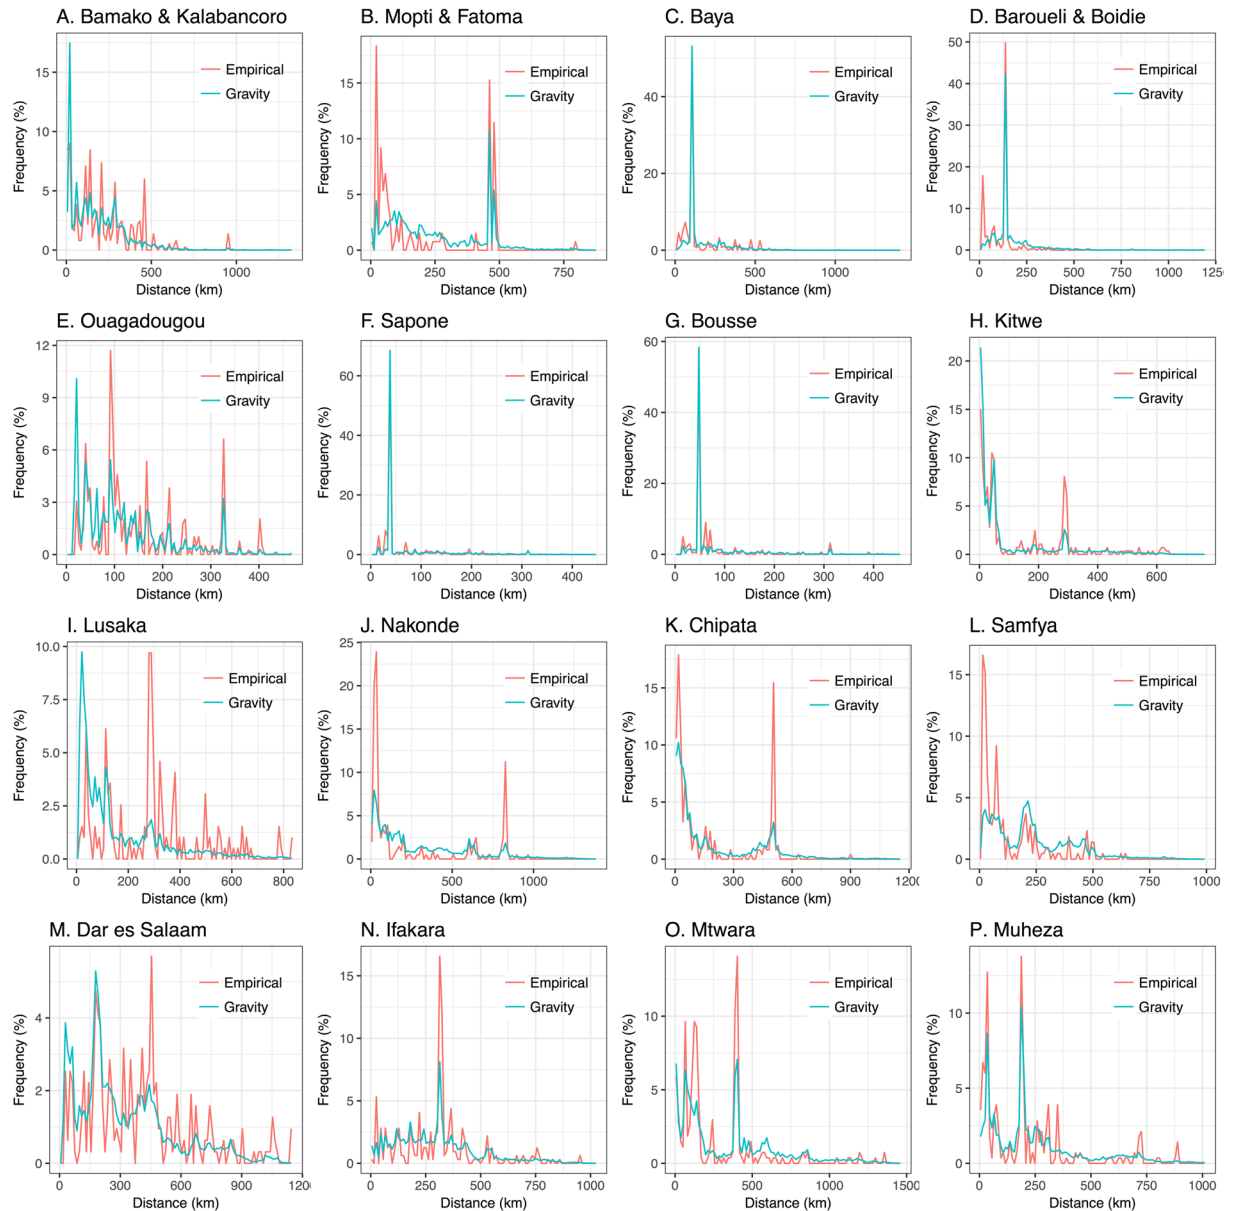 A. Bamako & Kalabancoro
Frequency (%)
15
10
5
0
Empirical
Gravity
0 500 1000
Distance (km)
B. Mopti & Fatoma
Frequency (%)
15
10
5
0
Empirical
Gravity
0 250 500 750
Distance (km)
C. Baya
Frequency (%)
40
20
0
Empirical
Gravity
0 500 1000
Distance (km)
D. Baroueli & Boidie
Frequency (%)
50
40
30
20
10
0
Empirical
Gravity
0 250 500 750 1000 125
Distance (km)
E. Ouagadougou
Frequency (%)
12
9
6
3
0
Empirical
Gravity
0 100 200 300 400
Distance (km)
F. Sapone
Frequency (%)
60
40
20
0
Empirical
Gravity
0 100 200 300 400
Distance (km)
G. Bousse
Frequency (%)
60
40
20
0
Empirical
Gravity
0 100 200 300 400
Distance (km)
H. Kitwe
Frequency (%)
20
15
10
5
0
Empirical
Gravity
0 200 400 600
Distance (km)
I. Lusaka
Frequency (%)
10.0
7.5
5.0
2.5
0.0
Empirical
Gravity
0 200 400 600 800
Distance (km)
J. Nakonde
Frequency (%)
25
20
15
10
5
0
Empirical
Gravity
0 500 1000
Distance (km)
K. Chipata
Frequency (%)
15
10
5
0
Empirical
Gravity
0 300 600 900 1200
Distance (km)
L. Samfya
Frequency (%)
15
10
5
0
Empirical
Gravity
0 250 500 750 1000
Distance (km)
M. Dar es Salaam
Frequency (%)
4
2
0
Empirical
Gravity
0 300 600 900 120
Distance (km)
N. Ifakara
Frequency (%)
15
10
5
0
Empirical
Gravity
0 250 500 750 1000
Distance (km)
O. Mtwara
Frequency (%)
10
5
0
Empirical
Gravity
0 500 1000 1500
Distance (km)
P. Muheza
Frequency (%)
10
5
0
Empirical
Gravity
0 250 500 750 1000
Distance (km)